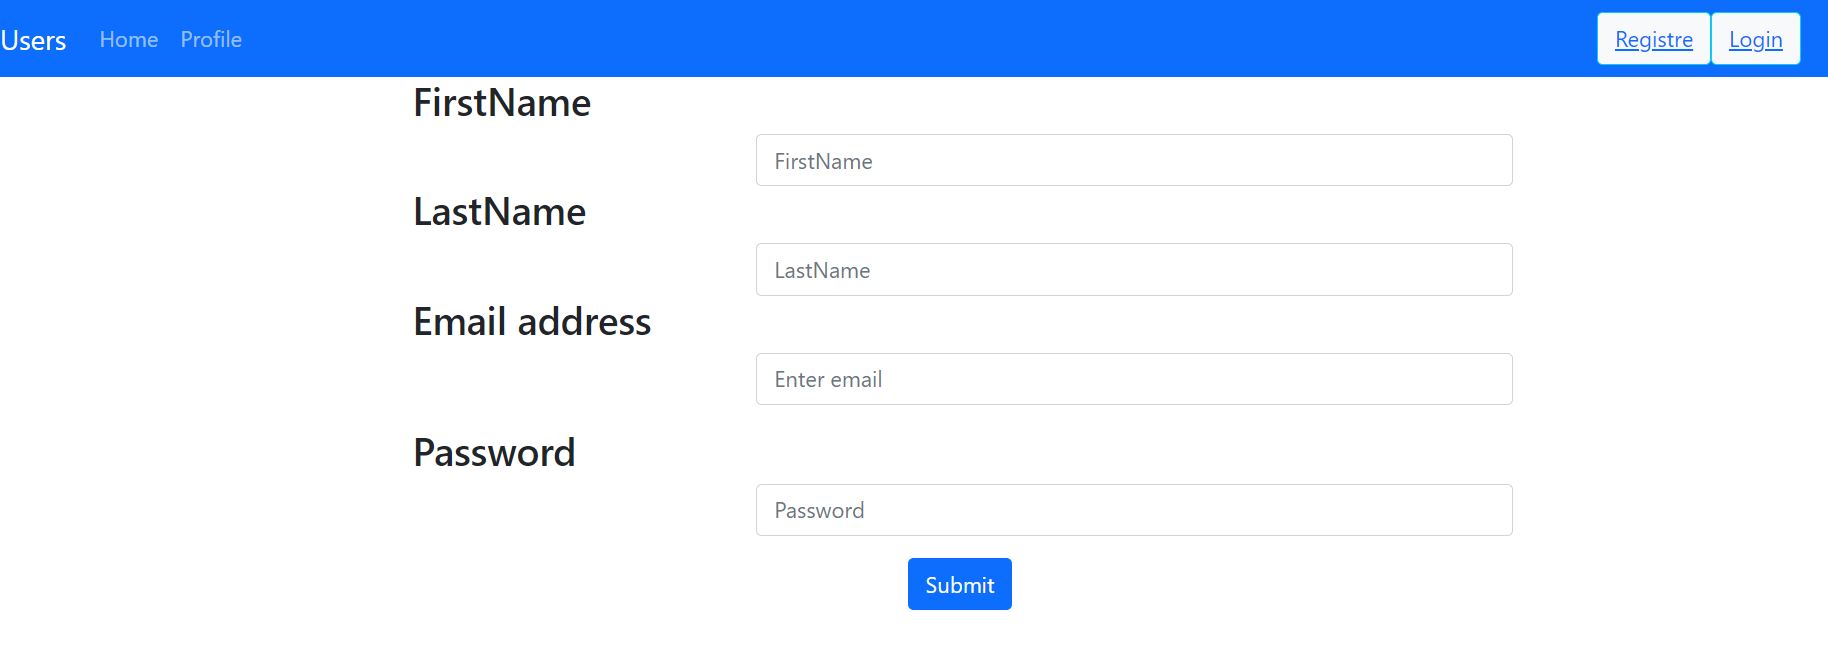 Users Home Profile Registre Login
FirstName
FirstName
LastName
LastName
Email address
Enter email
Password
Password
Submit